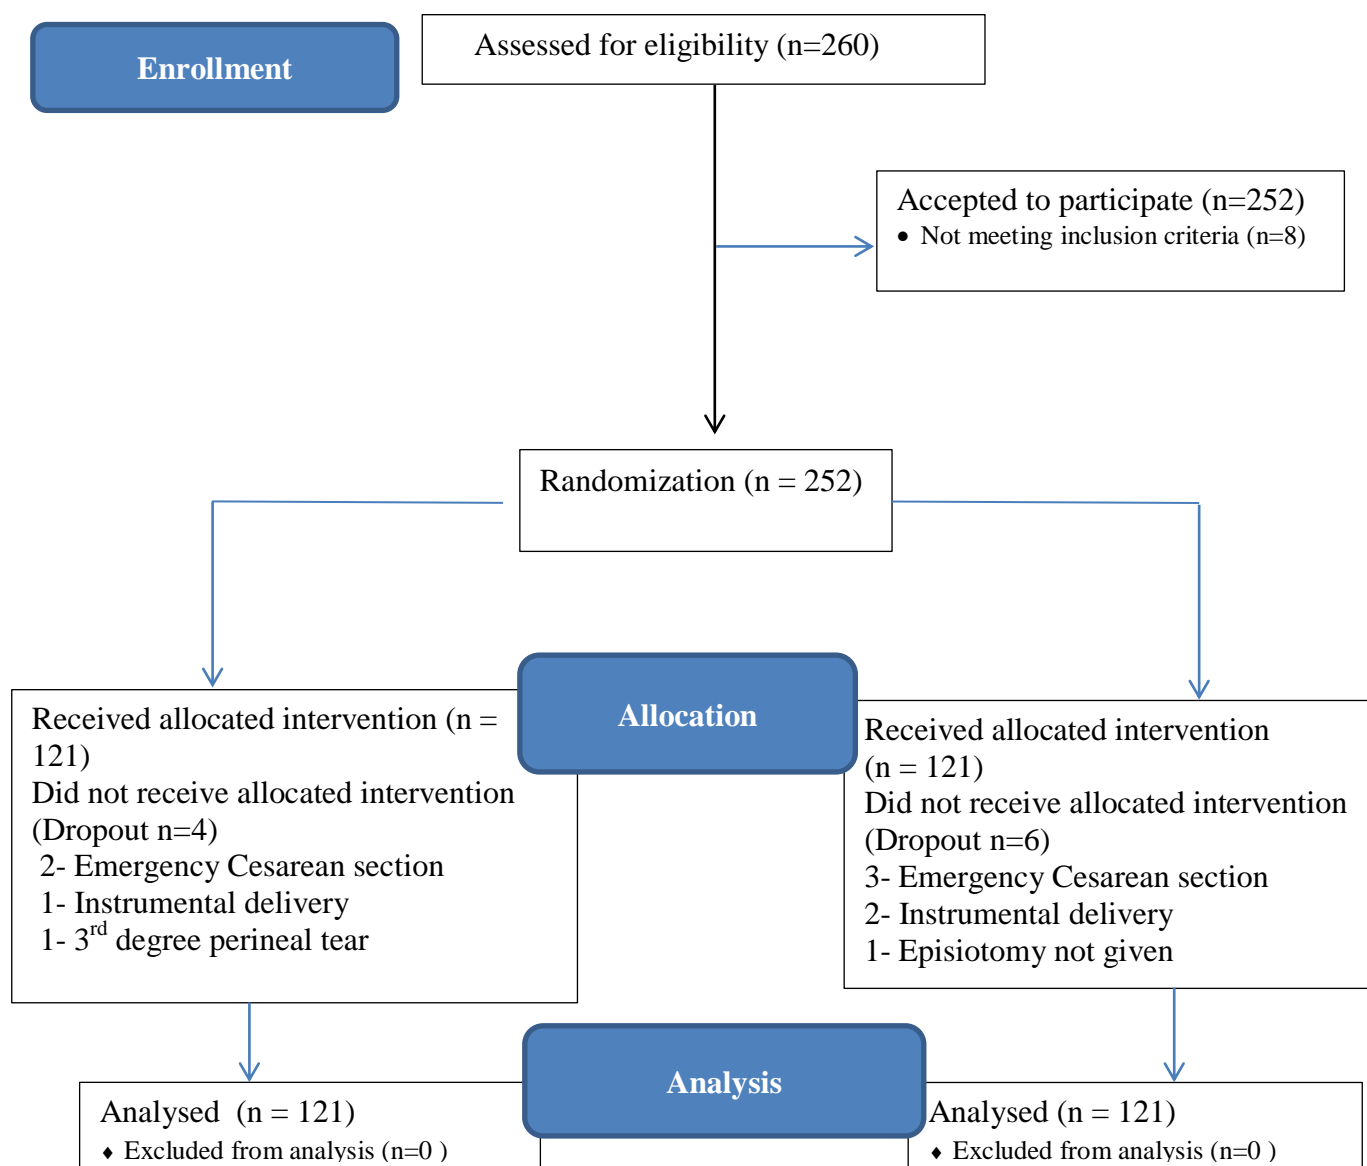 Enrollment
Assessed for eligibility (n=260)
Accepted to participate (n=252)
• Not meeting inclusion criteria (n=8)
Randomization (n = 252)
Allocation
Received allocated intervention (n =
121)
Did not receive allocated intervention
(Dropout n=4)
2- Emergency Cesarean section
1- Instrumental delivery
1- 3rd degree perineal tear
Received allocated intervention
(n = 121)
Did not receive allocated intervention
(Dropout n=6)
3- Emergency Cesarean section
2- Instrumental delivery
1- Episiotomy not given
Analysis
Analysed (n = 121)
♦ Excluded from analysis (n=0 )
Analysed (n = 121)
♦ Excluded from analysis (n=0 )